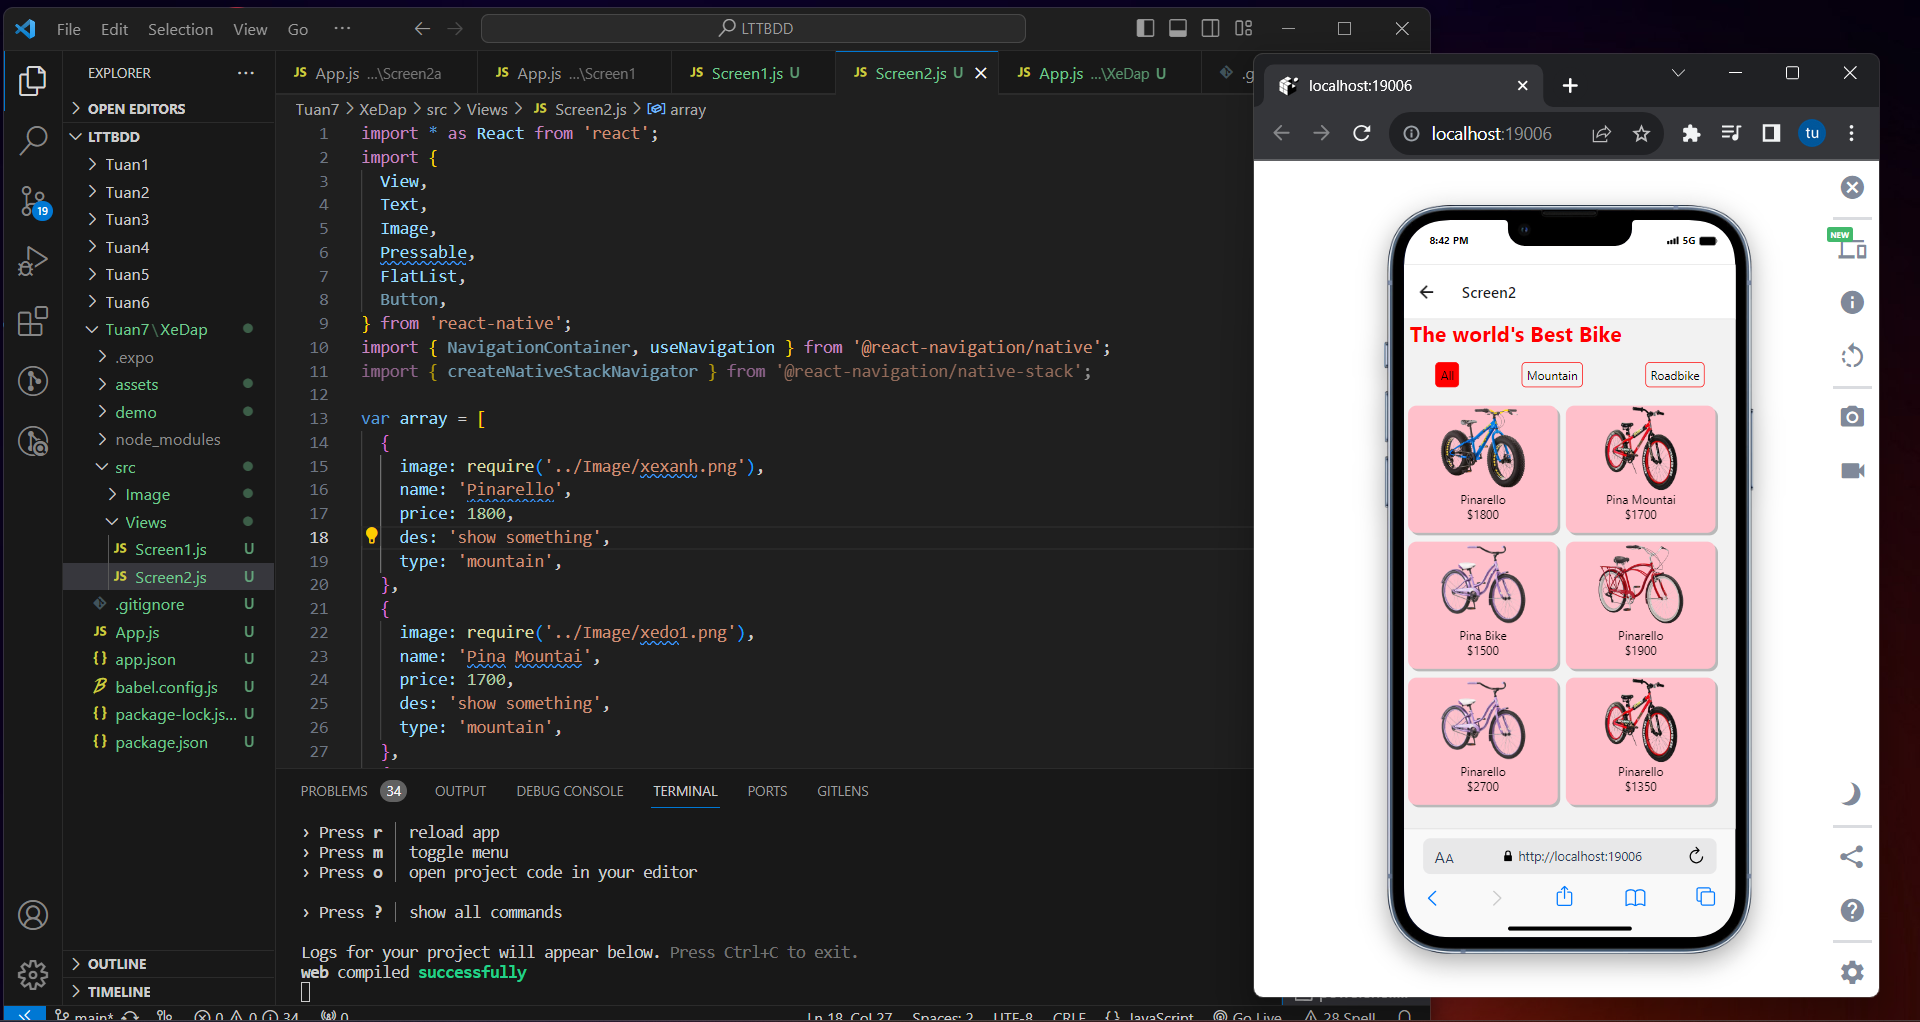 File Edit Selection View Go ··· LTTBDD
EXPLORER ···
OPEN EDITORS
LTTBDD
Tuan1
Tuan2
Tuan3
Tuan4
Tuan5
Tuan6
Tuan7\XeDap
.expo
assets
demo
node_modules
src
Image
Views
JS Screen1.js U
JS Screen2.js U
.gitignore U
JS App.js U
{} app.json U
babel.config.js U
{} package-lock.js... U
{} package.json U
OUTLINE
TIMELINE
19
JS App.js ...\Screen2a JS App.js ...\Screen1 JS Screen1.js U JS Screen2.js U JS App.js ...\XeDap U .g
Tuan7 > XeDap > src > Views > JS Screen2.js > array
1 import * as React from 'react';
2 import {
3 View,
4 Text,
5 Image,
6 Pressable,
7 FlatList,
8 Button,
9 } from 'react-native';
10 import { NavigationContainer, useNavigation } from '@react-navigation/native';
11 import { createNativeStackNavigator } from '@react-navigation/native-stack';
12
13 var array = [
14 {
15 image: require('../Image/xexanh.png'),
16 name: 'Pinarello',
17 price: 1800,
18 des: 'show something',
19 type: 'mountain',
20 },
21 {
22 image: require('../Image/xedo1.png'),
23 name: 'Pina Mountai',
24 price: 1700,
25 des: 'show something',
26 type: 'mountain',
27 },
PROBLEMS 34 OUTPUT DEBUG CONSOLE TERMINAL PORTS GITLENS
› Press r │ reload app
› Press m │ toggle menu
› Press o │ open project code in your editor
› Press ? │ show all commands
Logs for your project will appear below. Press Ctrl+C to exit.
web compiled successfully
main* 0 0 34 0 Ln 18, Col 27 Spaces: 2 UTF-8 CRLF {} JavaScript Go Live 28 Spell
localhost:19006
localhost:19006 tu
NEW
8:42 PM 5G
Screen2
The world's Best Bike
All Mountain Roadbike
Pinarello
$1800
Pina Mountai
$1700
Pina Bike
$1500
Pinarello
$1900
Pinarello
$2700
Pinarello
$1350
AA http://localhost:19006